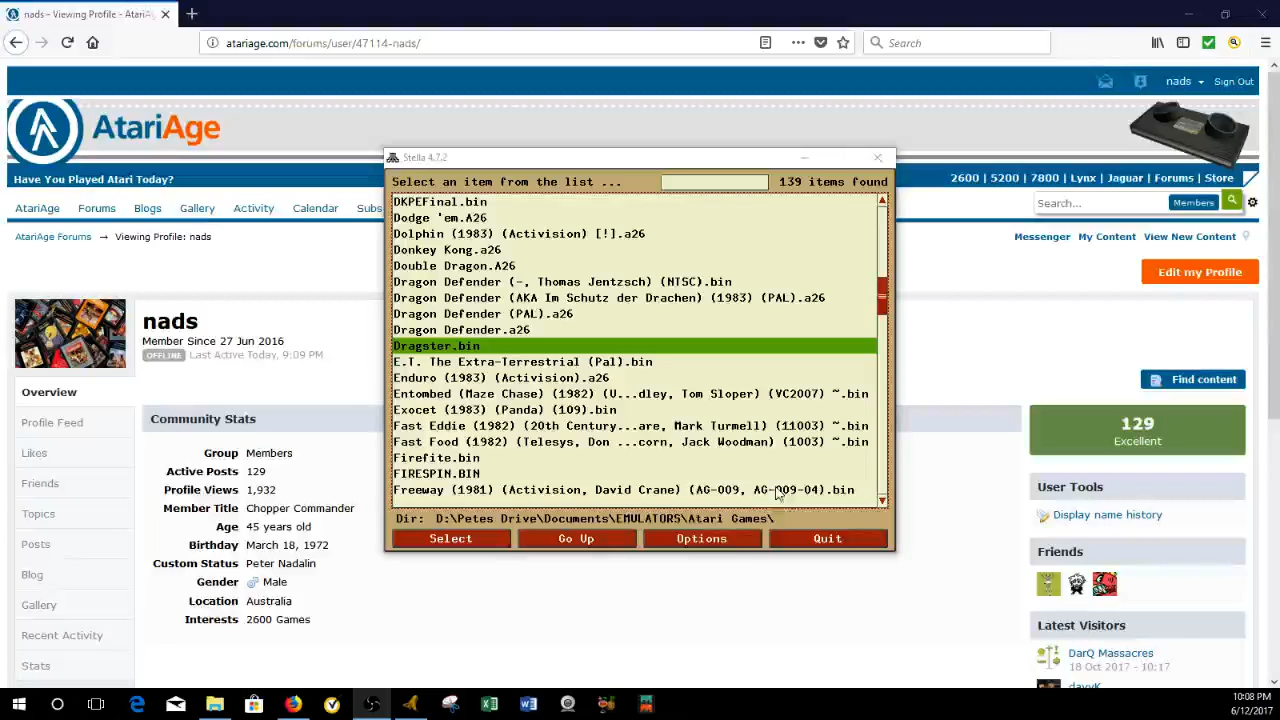 nads – Viewing Profile - AtariA
atariage.com/forums/user/47114-nads/
Search
nads
Sign Out
AtariAge
Have You Played Atari Today?
2600 | 5200 | 7800 | Lynx | Jaguar | Forums | Store
AtariAge Forums Blogs Gallery Activity Calendar Subs
Search... Members
AtariAge Forums → Viewing Profile: nads
Messenger My Content View New Content
Edit my Profile
Stella 4.7.2
Select an item from the list ... 139 items found
DKPEFinal.bin
Dodge 'em.A26
Dolphin (1983) (Activision) [!].a26
Donkey Kong.a26
Double Dragon.A26
Dragon Defender (-, Thomas Jentzsch) (NTSC).bin
Dragon Defender (AKA Im Schutz der Drachen) (1983) (PAL).a26
Dragon Defender (PAL).a26
Dragon Defender.a26
Dragster.bin
E.T. The Extra-Terrestrial (Pal).bin
Enduro (1983) (Activision).a26
Entombed (Maze Chase) (1982) (U...dley, Tom Sloper) (VC2007) ~.bin
Exocet (1983) (Panda) (109).bin
Fast Eddie (1982) (20th Century...are, Mark Turmell) (11003) ~.bin
Fast Food (1982) (Telesys, Don ...corn, Jack Woodman) (1003) ~.bin
Firefite.bin
FIRESPIN.BIN
Freeway (1981) (Activision, David Crane) (AG-009, AG-009-04).bin
Dir: D:\Petes Drive\Documents\EMULATORS\Atari Games\
Select Go Up Options Quit
nads
Member Since 27 Jun 2016
OFFLINE Last Active Today, 9:09 PM
Overview
Profile Feed
Likes
Friends
Topics
Posts
Blog
Gallery
Recent Activity
Stats
Community Stats
Group Members
Active Posts 129
Profile Views 1,932
Member Title Chopper Commander
Age 45 years old
Birthday March 18, 1972
Custom Status Peter Nadalin
Gender Male
Location Australia
Interests 2600 Games
Find content
129
Excellent
User Tools
Display name history
Friends
Latest Visitors
DarQ Massacres
18 Oct 2017 - 10:17
10:08 PM
6/12/2017